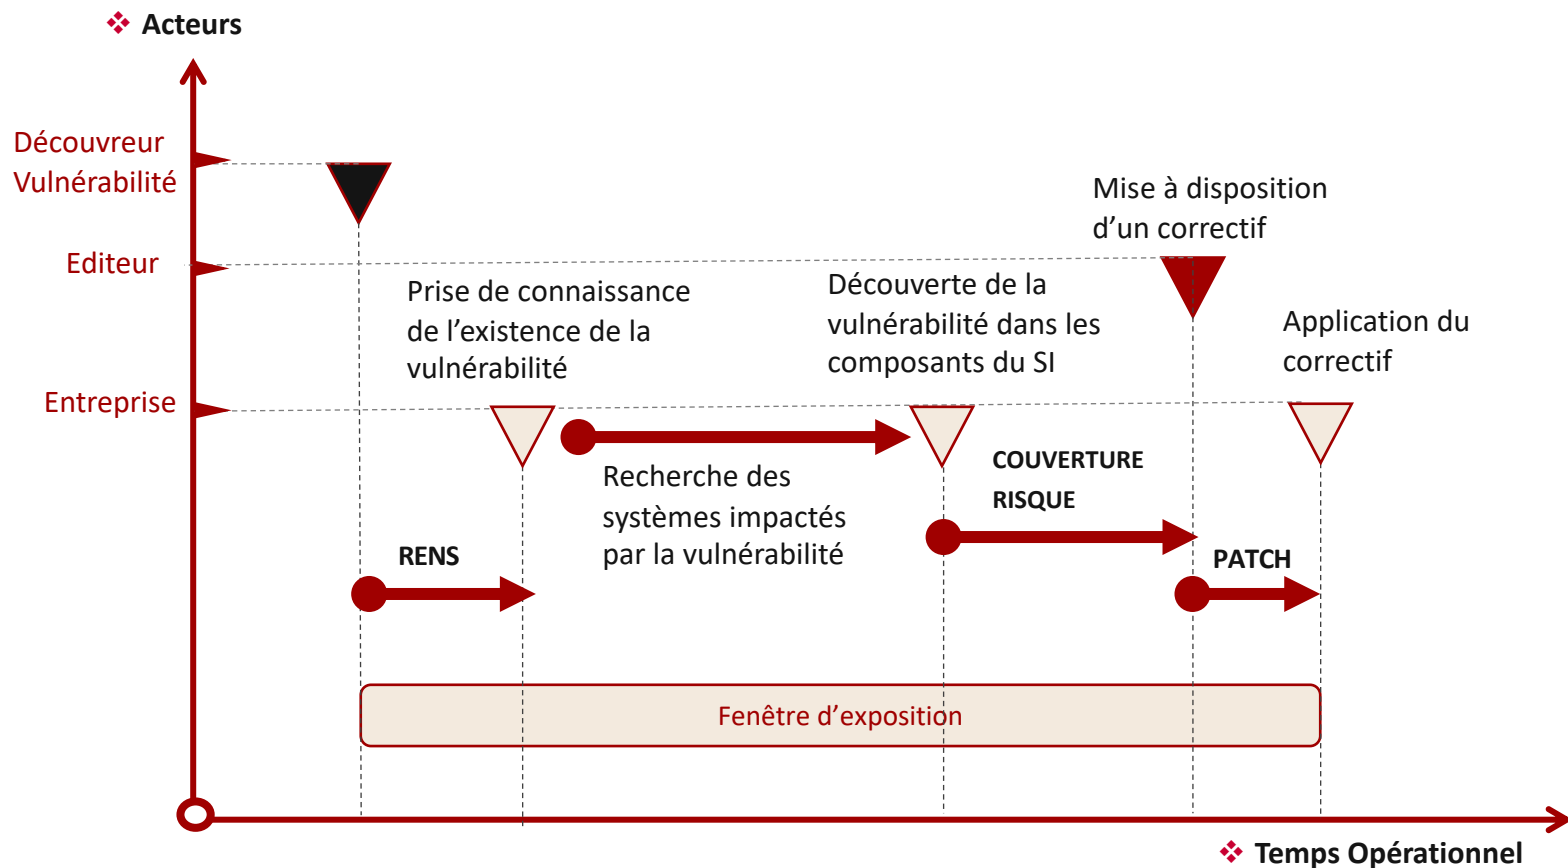 ❖ Acteurs
Découvreur
Vulnérabilité
Editeur
Entreprise
Prise de connaissance
de l’existence de la
vulnérabilité
Découverte de la
vulnérabilité dans les
composants du SI
Mise à disposition
d’un correctif
Application du
correctif
Recherche des
systèmes impactés
par la vulnérabilité
COUVERTURE
RISQUE
RENS
PATCH
Fenêtre d’exposition
❖ Temps Opérationnel